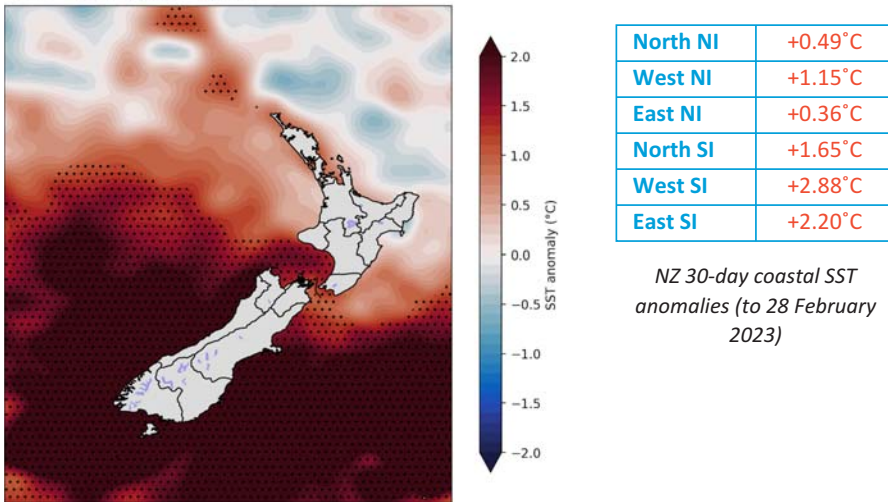 2.0
1.5
1.0
0.5
0.0
−0.5
−1.0
−1.5
−2.0
SST anomaly (°C)
North NI +0.49˚C
West NI +1.15˚C
East NI +0.36˚C
North SI +1.65˚C
West SI +2.88˚C
East SI +2.20˚C
NZ 30-day coastal SST
anomalies (to 28 February
2023)